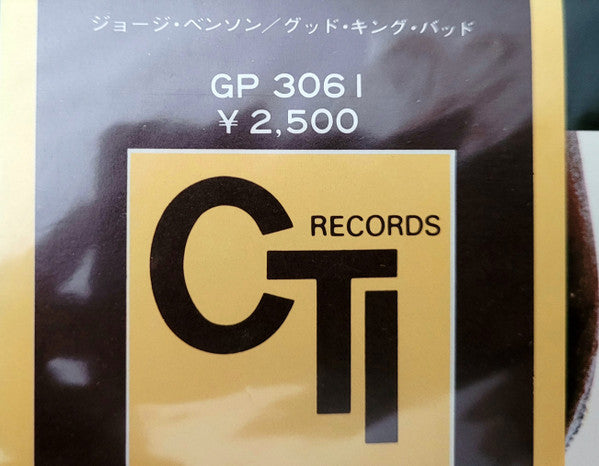 ジョージ・ベンソン／グッド・キング・バッド
GP 3061
¥ 2,500
RECORDS
CTI